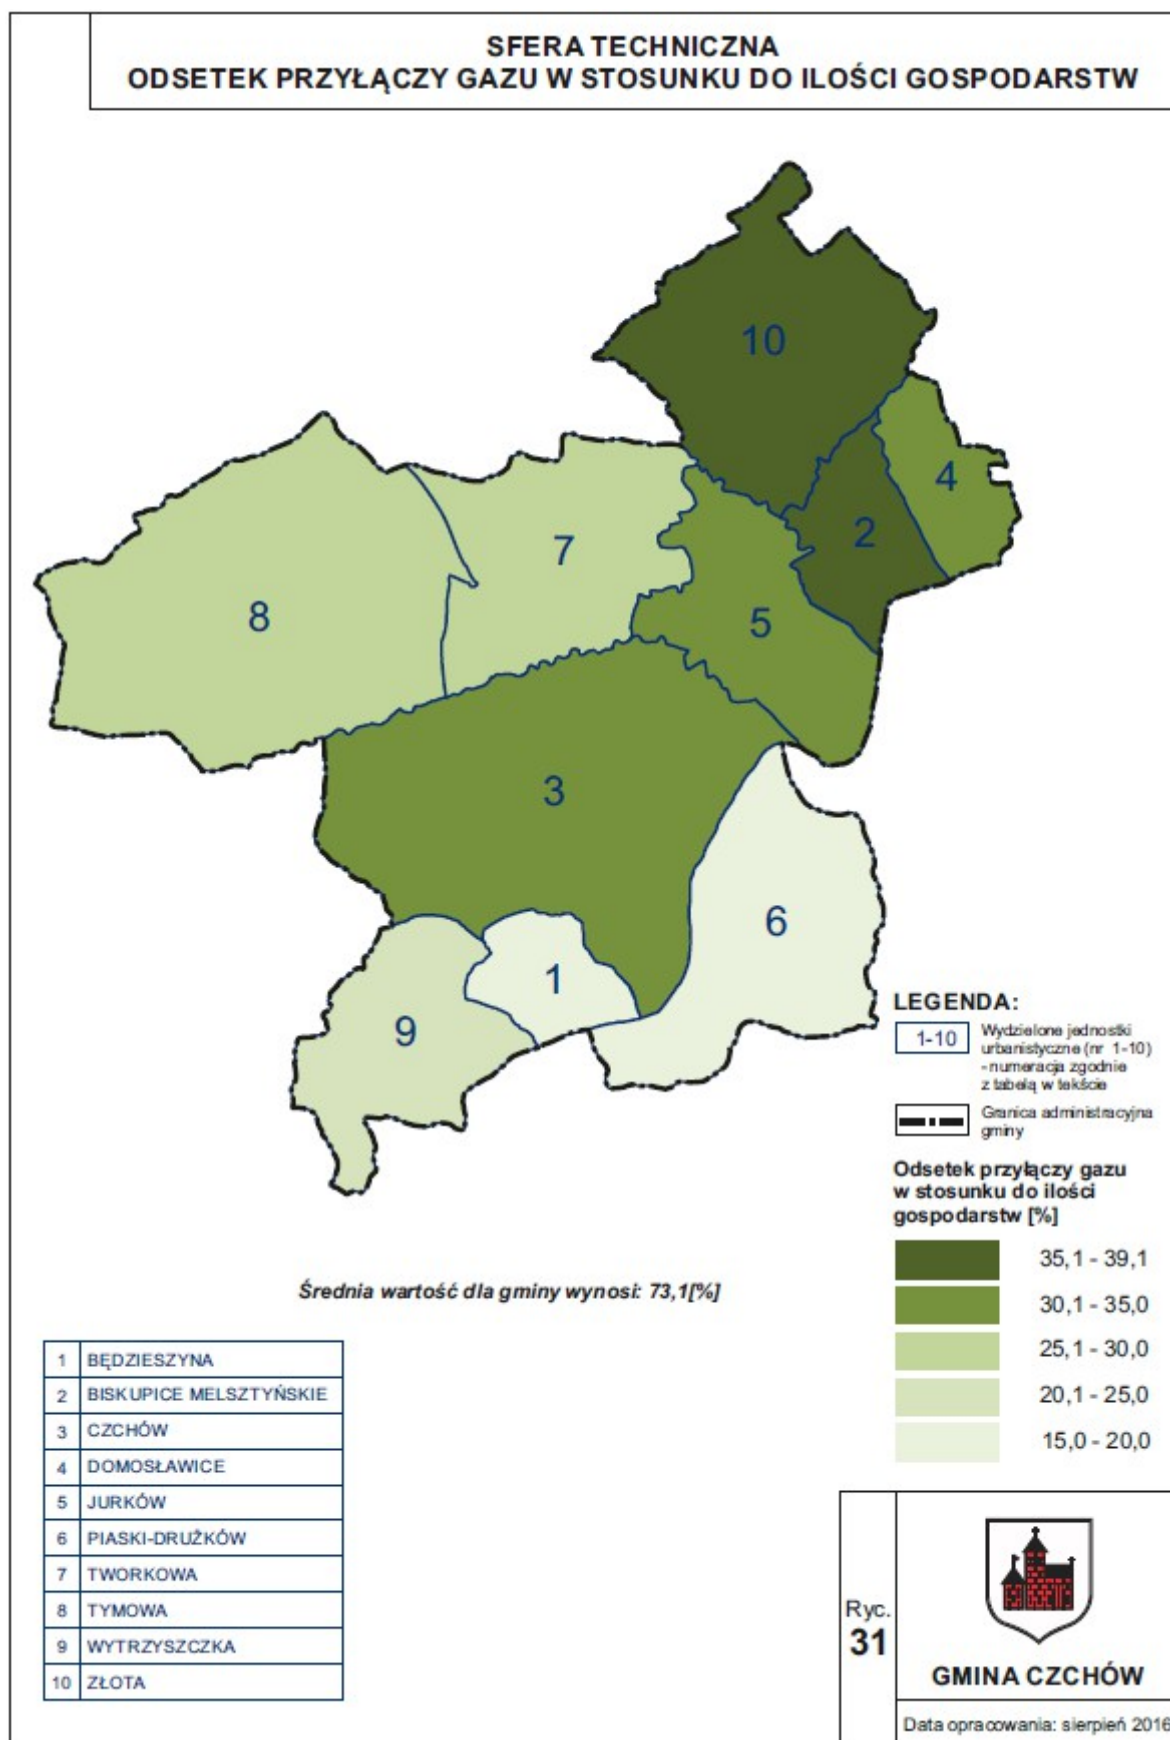 SFERA TECHNICZNA
ODSETEK PRZYŁĄCZY GAZU W STOSUNKU DO ILOŚCI GOSPODARSTW
10
4
2
7
8
5
3
6
1
9
LEGENDA:
1-10
Wydzielone jednostki
urbanistyczne (nr 1-10)
- numeracja zgodnie
z tabelą w tekście
Granica administracyjna
gminy
Odsetek przyłączy gazu
w stosunku do ilości
gospodarstw [%]
35,1 - 39,1
30,1 - 35,0
25,1 - 30,0
20,1 - 25,0
15,0 - 20,0
Średnia wartość dla gminy wynosi: 73,1[%]
1 BĘDZIESZYNA
2 BISKUPICE MELSZTYŃSKIE
3 CZCHÓW
4 DOMOSŁAWICE
5 JURKÓW
6 PIASKI-DRUŻKÓW
7 TWORKOWA
8 TYMOWA
9 WYTRZYSZCZKA
10 ZŁOTA
Ryc.
31
GMINA CZCHÓW
Data opracowania: sierpień 2016